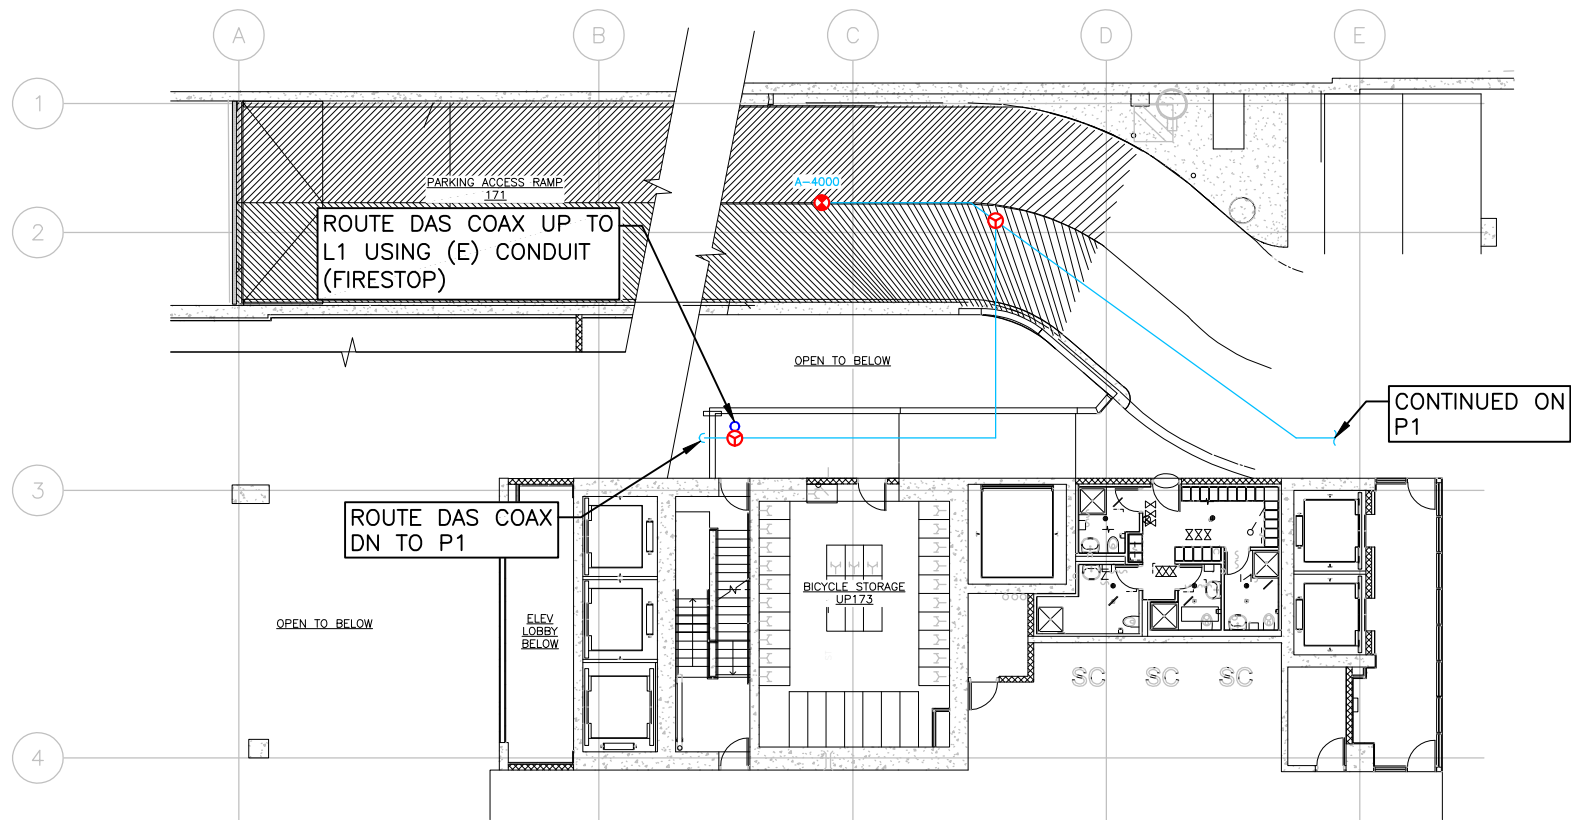 A
B
C
D
E
1
PARKING ACCESS RAMP
171
A-4000
2
ROUTE DAS COAX UP TO
L1 USING (E) CONDUIT
(FIRESTOP)
OPEN TO BELOW
CONTINUED ON
P1
3
ROUTE DAS COAX
DN TO P1
BICYCLE STORAGE
UP173
OPEN TO BELOW
ELEV
LOBBY
BELOW
SC
SC
SC
4